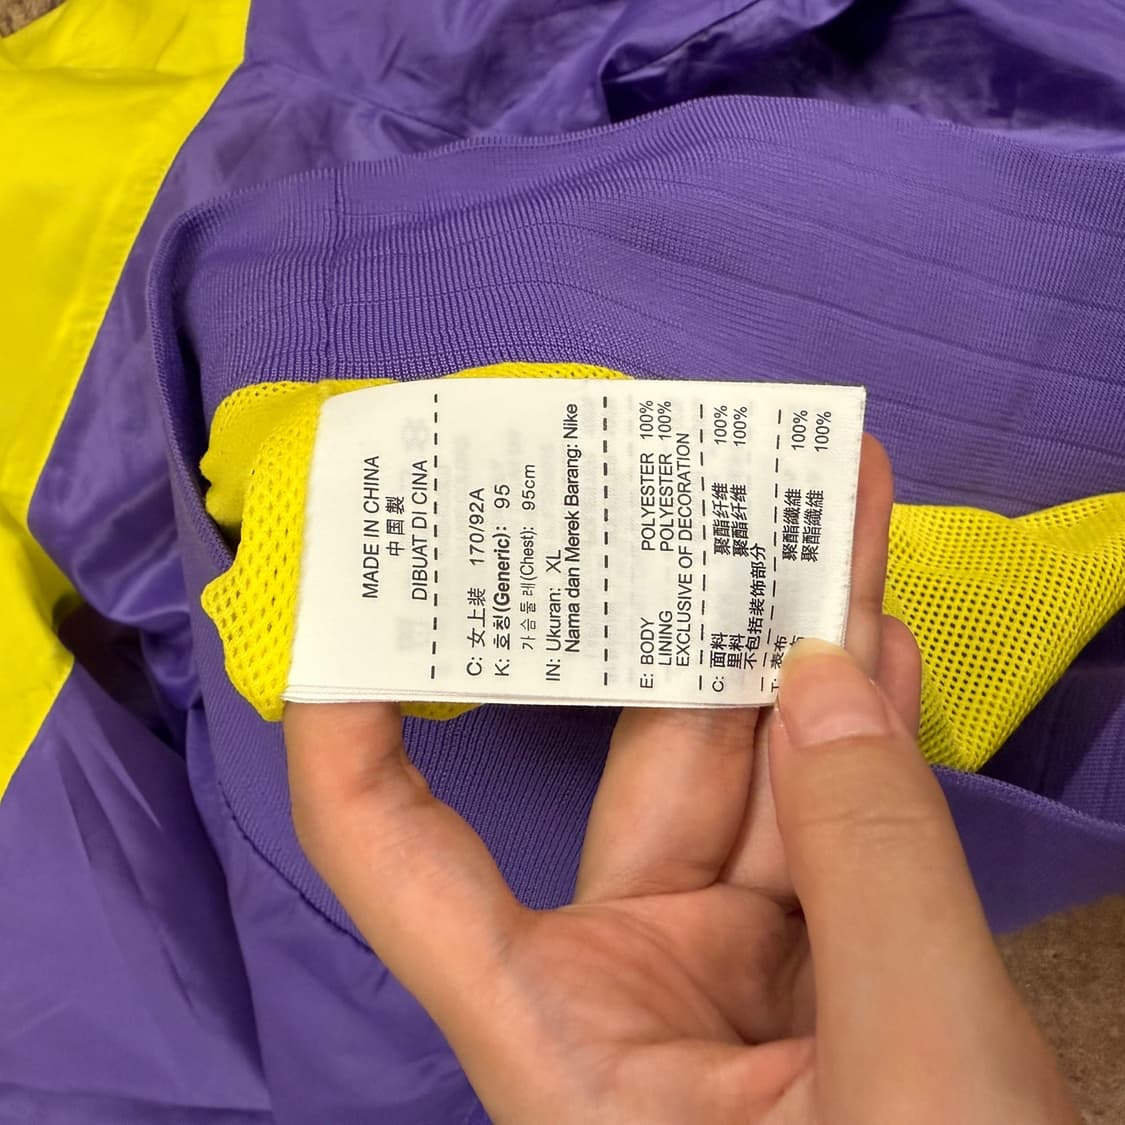 MADE IN CHINA
中 国 製
DIBUAT DI CINA
C: 女上装 170/92A
K: 호칭(Generic): 95
가슴둘레(Chest): 95cm
IN: Ukuran: XL
Nama dan Merek Barang: Nike
E: BODY POLYESTER 100%
LINING POLYESTER 100%
EXCLUSIVE OF DECORATION
C: 面料 聚酯纤维 100%
里料 聚酯纤维 100%
不包括装饰部分
T: 表布 聚酯纖維 100%
聚酯纖維 100%